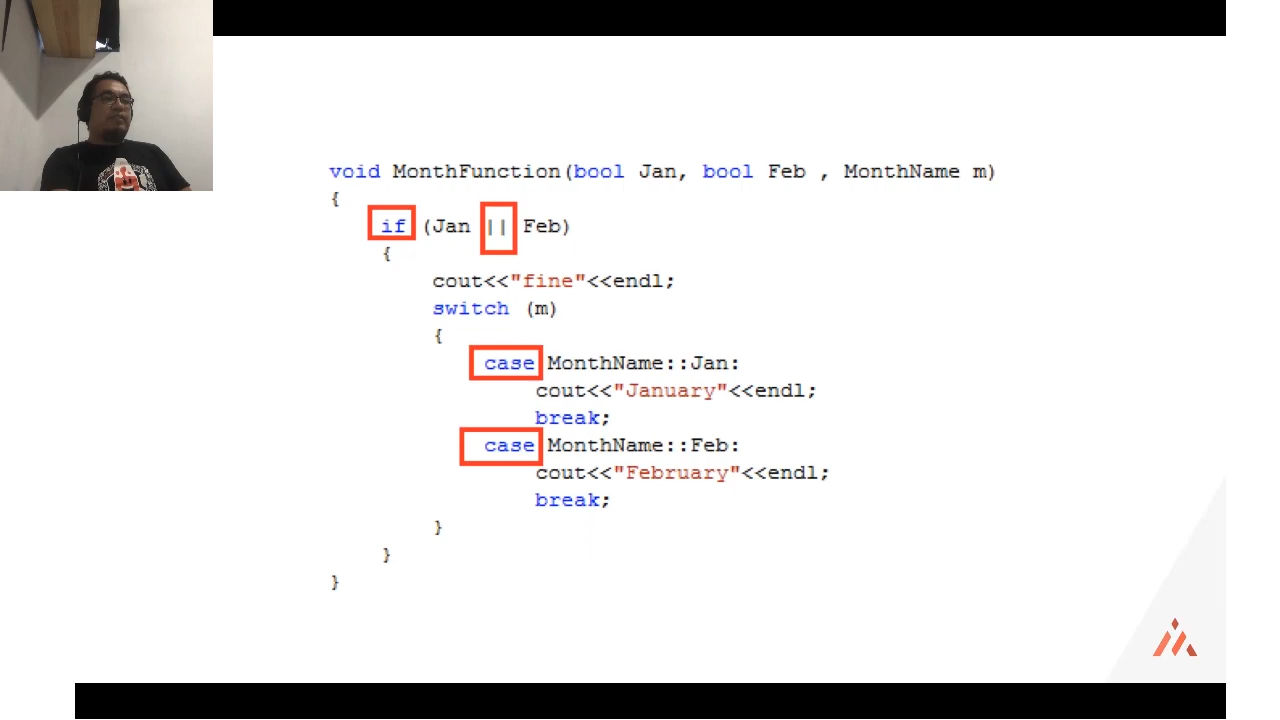 void MonthFunction(bool Jan, bool Feb , MonthName m)
{
if (Jan || Feb)
{
cout<<"fine"<<endl;
switch (m)
{
case MonthName::Jan:
cout<<"January"<<endl;
break;
case MonthName::Feb:
cout<<"February"<<endl;
break;
}
}
}